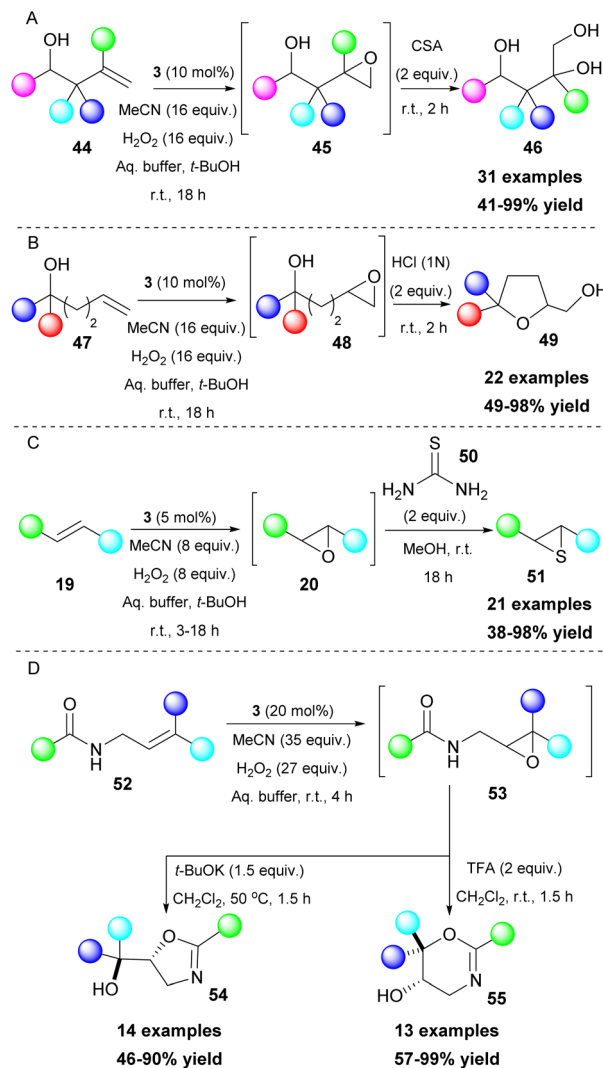 A
OH
44
3 (10 mol%)
MeCN (16 equiv.)
H2O2 (16 equiv.)
Aq. buffer, t-BuOH
r.t., 18 h
OH
O
45
CSA
(2 equiv.)
r.t., 2 h
OH
HO
OH
46
31 examples
41-99% yield
B
OH
2
47
3 (10 mol%)
MeCN (16 equiv.)
H2O2 (16 equiv.)
Aq. buffer, t-BuOH
r.t., 18 h
OH
O
2
48
HCl (1N)
(2 equiv.)
r.t., 2 h
OH
O
49
22 examples
49-98% yield
C
19
3 (5 mol%)
MeCN (8 equiv.)
H2O2 (8 equiv.)
Aq. buffer, t-BuOH
r.t., 3-18 h
O
20
S
50
H2N
NH2
(2 equiv.)
MeOH, r.t.
18 h
S
51
21 examples
38-98% yield
D
O
N
H
52
3 (20 mol%)
MeCN (35 equiv.)
H2O2 (27 equiv.)
Aq. buffer, r.t., 4 h
O
N
H
O
53
t-BuOK (1.5 equiv.)
CH2Cl2, 50 °C, 1.5 h
TFA (2 equiv.)
CH2Cl2, r.t., 1.5 h
O
N
HO
54
14 examples
46-90% yield
O
N
HO
55
13 examples
57-99% yield